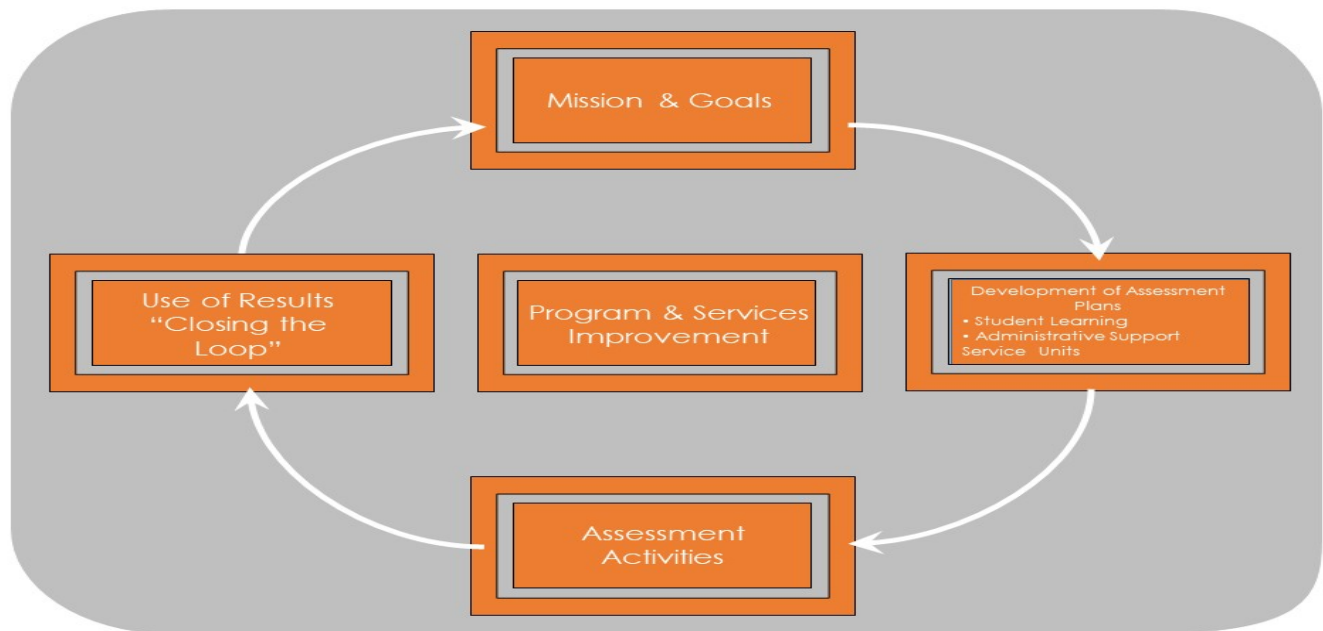 Mission & Goals
Use of Results
“Closing the
Loop”
Program & Services
Improvement
Development of Assessment
Plans
• Student Learning
• Administrative Support
Service Units
Assessment
Activities